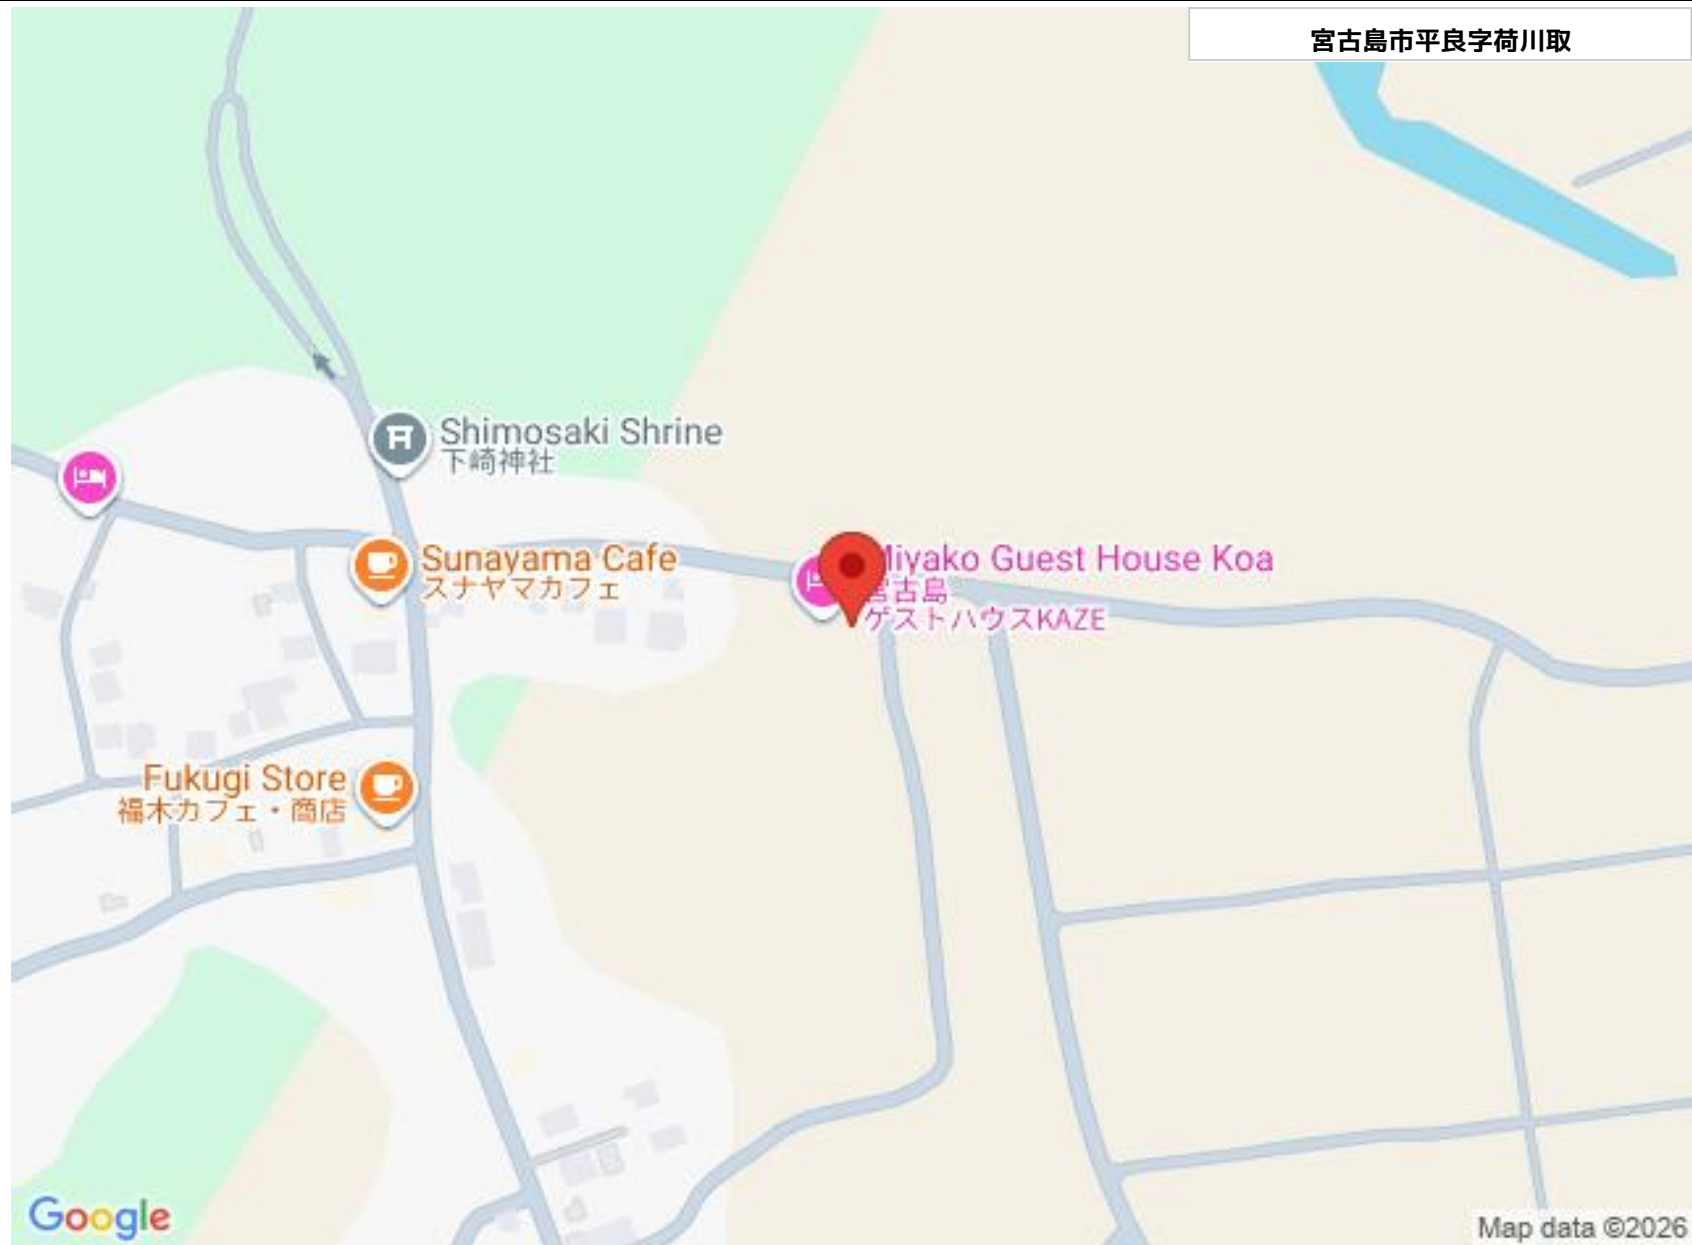 宮古島市平良字荷川取
Shimosaki Shrine
下崎神社
Sunayama Cafe
スナヤマカフェ
Miyako Guest House Koa
宮古島
ゲストハウスKAZE
Fukugi Store
福木カフェ・商店
Google
Map data ©2026